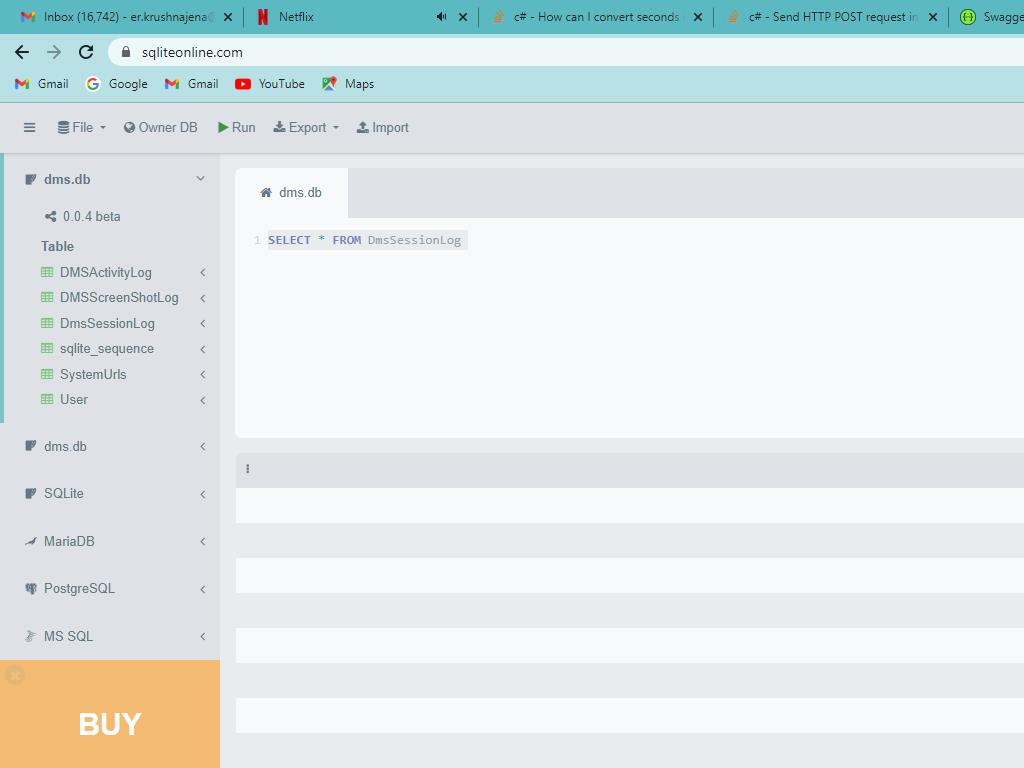 Inbox (16,742) - er.krushnajena@
Netflix
c# - How can I convert seconds
c# - Send HTTP POST request in
Swagge
sqliteonline.com
Gmail
Google
Gmail
YouTube
Maps
File
Owner DB
Run
Export
Import
dms.db
0.0.4 beta
Table
DMSActivityLog
DMSScreenShotLog
DmsSessionLog
sqlite_sequence
SystemUrls
User
dms.db
SQLite
MariaDB
PostgreSQL
MS SQL
BUY
dms.db
1 SELECT * FROM DmsSessionLog